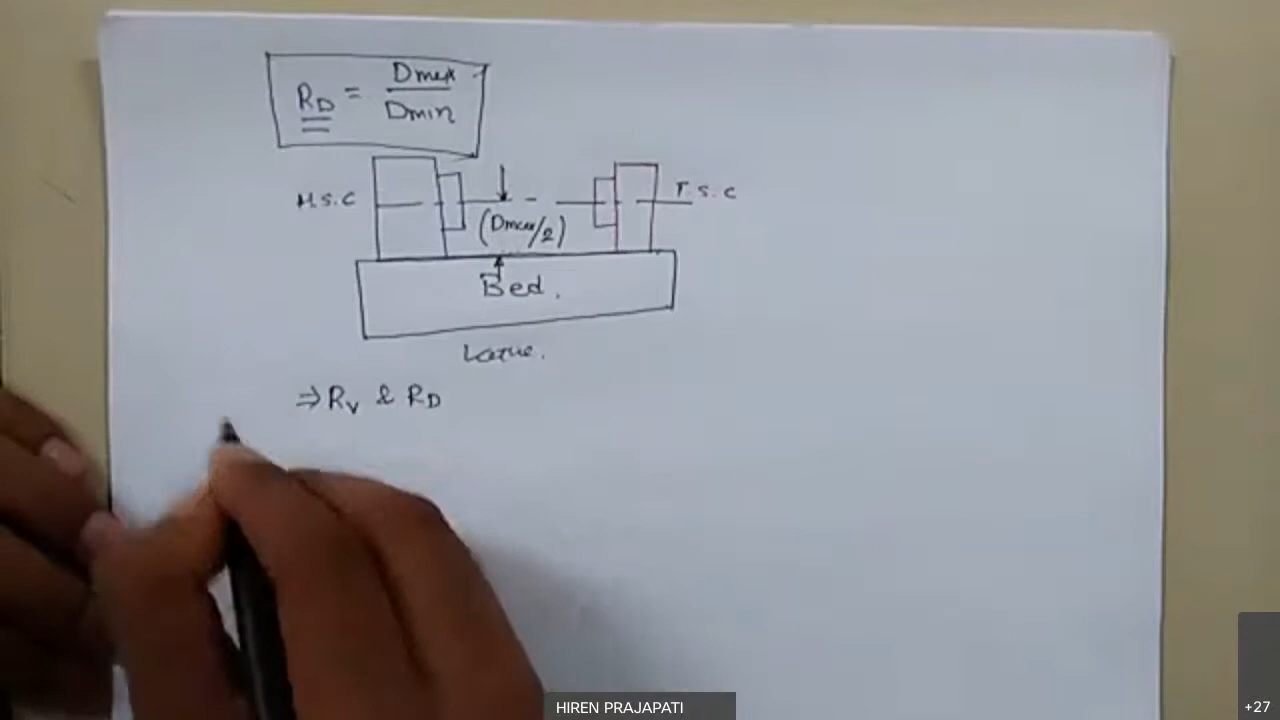 RD = Dmax
Dmin
H.S.C
T.S.C
(Dmax/2)
Bed.
Lathe.
⇒ Rv & RD
HIREN PRAJAPATI
+27